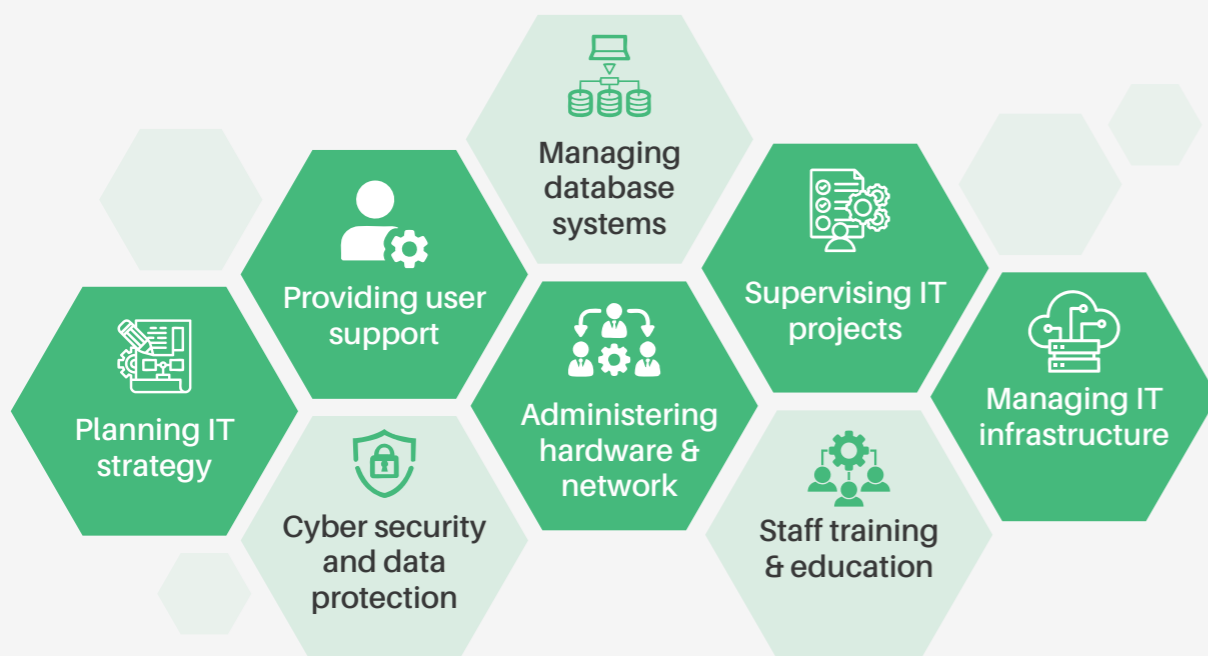 Managing
database
systems
Providing user
support
Supervising IT
projects
Planning IT
strategy
Administering
hardware &
network
Managing IT
infrastructure
Cyber security
and data
protection
Staff training
& education